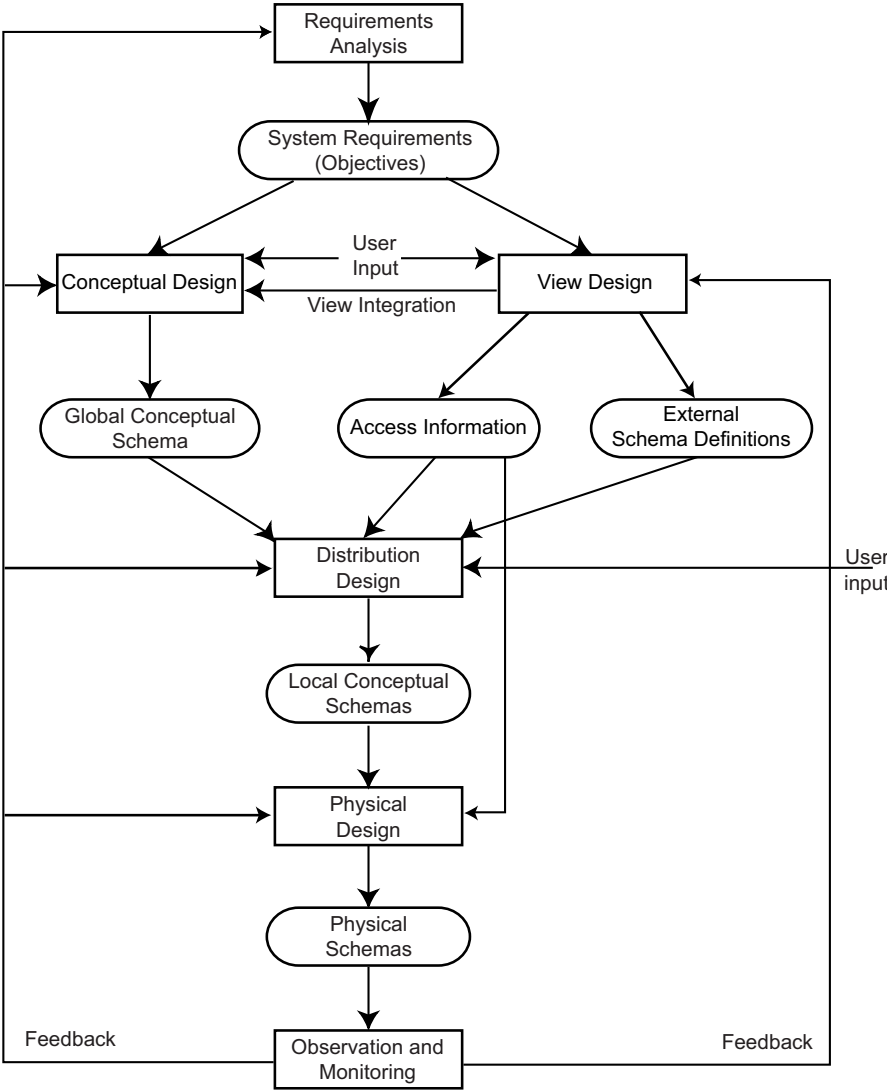 Requirements
Analysis
System Requirements
(Objectives)
User
Input
Conceptual Design
View Design
View Integration
Global Conceptual
Schema
Access Information
External
Schema Definitions
Distribution
Design
User
input
Local Conceptual
Schemas
Physical
Design
Physical
Schemas
Feedback
Feedback
Observation and
Monitoring